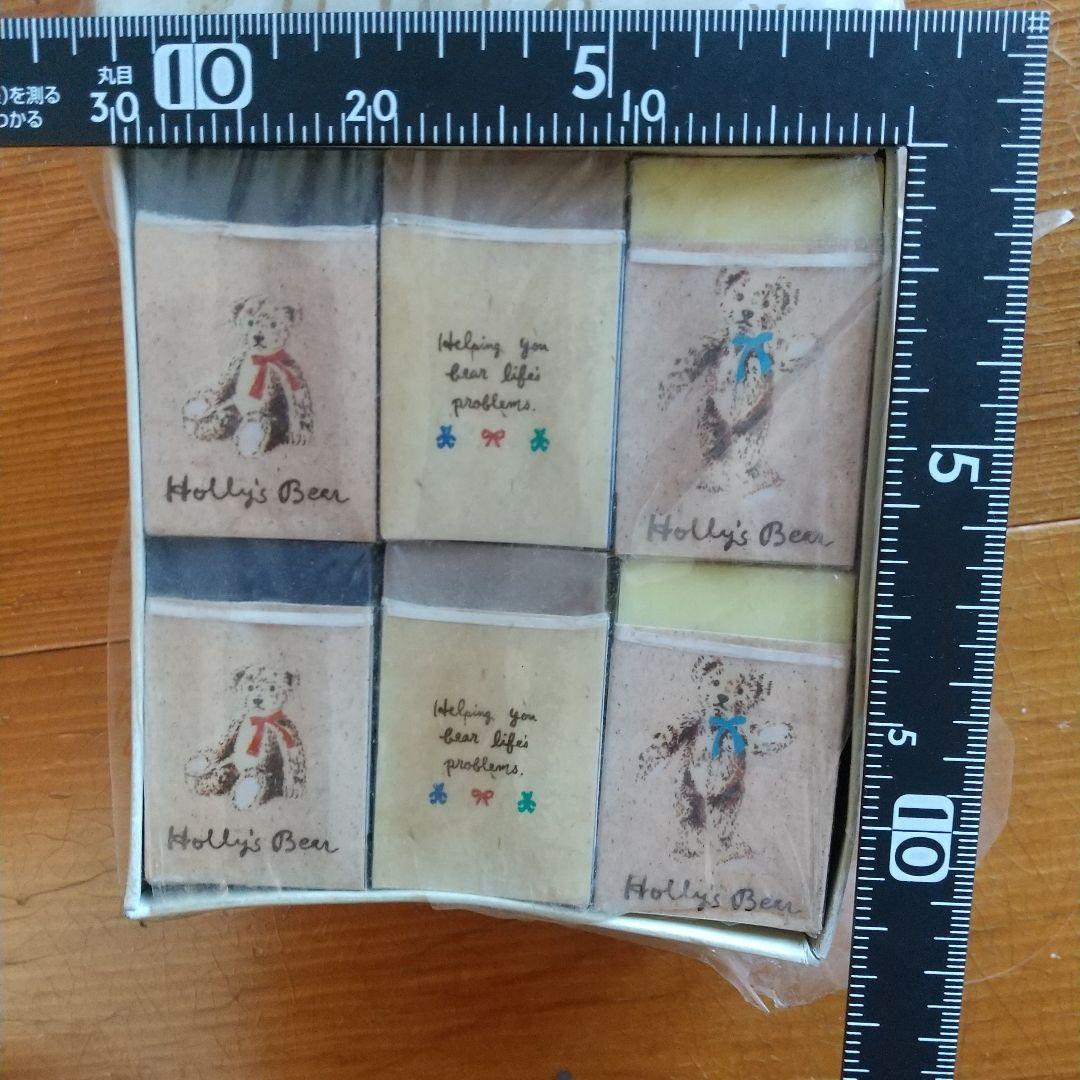 10 5
丸目
30 20 10
)を測る
わかる
Helping you
bear life's
problems.
Holly's Bear
Holly's Bear
Helping you
bear life's
problems.
Holly's Bear
Holly's Bear
5
5
10